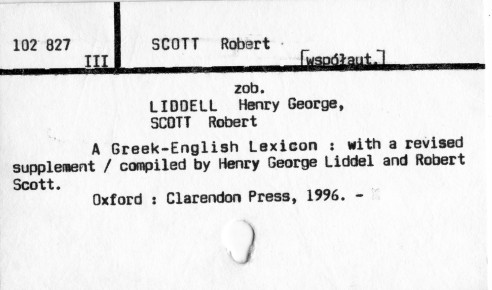 102 827 SCOTT Robert
III [współaut.]
zob.
LIDDELL Henry George,
SCOTT Robert
A Greek-English Lexicon : with a revised
supplement / compiled by Henry George Liddel and Robert
Scott.
Oxford : Clarendon Press, 1996. -